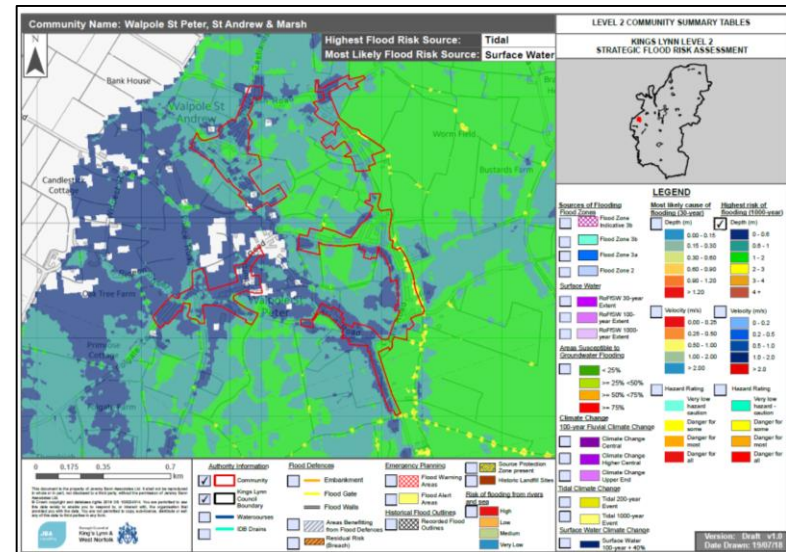 Community Name: Walpole St Peter, St Andrew & Marsh
Highest Flood Risk Source: Tidal
Most Likely Flood Risk Source: Surface Water
N
Bank House
Walpole St
Andrew
Worm Field
Bustards Farm
Candlestick
Cottage
Tree Farm
Walpole St
Peter
Primrose
Cottage
0 0.175 0.35 0.7
LEVEL 2 COMMUNITY SUMMARY TABLES
KINGS LYNN LEVEL 2
STRATEGIC FLOOD RISK ASSESSMENT
LEGEND
Sources of Flooding
Flood Zones
Flood Zone
Indicative 3b
Flood Zone 3b
Flood Zone 3a
Flood Zone 2
Surface Water
RoFfSW 30-year
Extent
RoFfSW 100-
year Extent
RoFfSW 1000-
year Extent
Areas Susceptible to
Groundwater Flooding
< 25%
>= 25% <50%
>= 50% <75%
>= 75%
Climate Change
100-year Fluvial Climate Change
Climate Change
Central
Climate Change
Higher Central
Climate Change
Upper End
Tidal Climate Change
Tidal 200-year
Event
Tidal 1000-year
Event
Surface Water Climate Change
Surface Water
100-year + 40%
Most likely cause of
flooding (30-year)
Depth (m)
0.00 - 0.15
0.15 - 0.30
0.30 - 0.60
0.60 - 0.90
0.90 - 1.20
> 1.20
Velocity (m/s)
0.00 - 0.25
0.25 - 0.50
0.50 - 1.00
1.00 - 2.00
> 2.00
Hazard Rating
Very low
hazard -
caution
Danger for
some
Danger for
most
Danger for
all
Highest risk of
flooding (1000-year)
Depth (m)
0 - 0.5
0.5 - 1
1 - 2
2 - 3
3 - 4
4 +
Velocity (m/s)
0 - 0.2
0.2 - 0.5
0.5 - 1.0
1.0 - 2.0
> 2.0
Hazard Rating
Very low
hazard -
caution
Danger for
some
Danger for
most
Danger for
all
Authority Information
Community
Kings Lynn
Council
Boundary
Watercourses
IDB Drains
Flood Defences
Embankment
Flood Gate
Flood Walls
Areas Benefiting
from Flood Defences
Residual Risk
(Breach)
Emergency Planning
Flood Warning
Areas
Flood Alert
Areas
Historical Flood Outlines
Recorded Flood
Outlines
Source Protection
Zone present
Historic Landfill Sites
Risk of flooding from rivers
and sea
High
Low
Medium
Very Low
JBA
consulting
Borough Council of
King's Lynn &
West Norfolk
Version: Draft v1.0
Date Drawn: 19/07/18